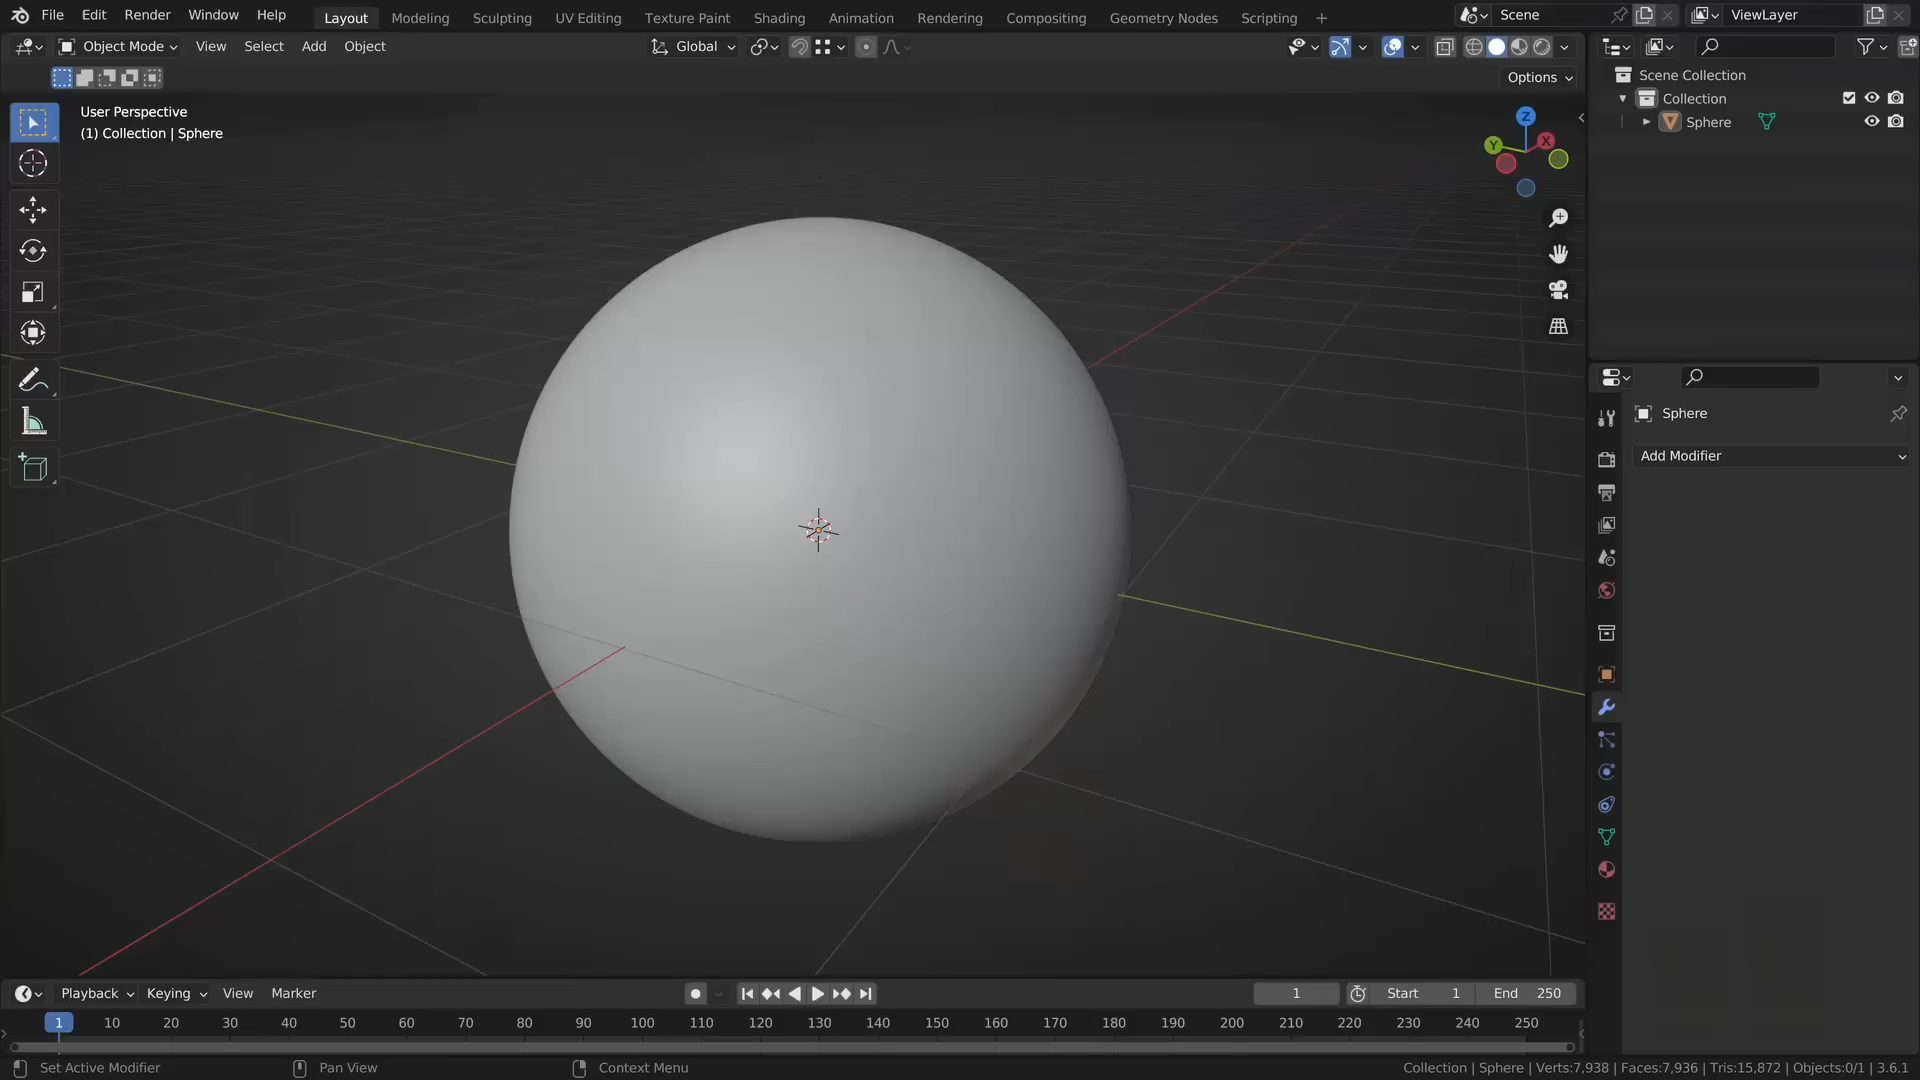 File Edit Render Window Help Layout Modeling Sculpting UV Editing Texture Paint Shading Animation Rendering Compositing Geometry Nodes Scripting + Scene ViewLayer
Object Mode View Select Add Object Global
Options
User Perspective
(1) Collection | Sphere
Z
Y
X
Scene Collection
Collection
Sphere
Sphere
Add Modifier
Playback Keying View Marker 1 Start 1 End 250
1 10 20 30 40 50 60 70 80 90 100 110 120 130 140 150 160 170 180 190 200 210 220 230 240 250
Set Active Modifier Pan View Context Menu Collection | Sphere | Verts:7,938 | Faces:7,936 | Tris:15,872 | Objects:0/1 | 3.6.1